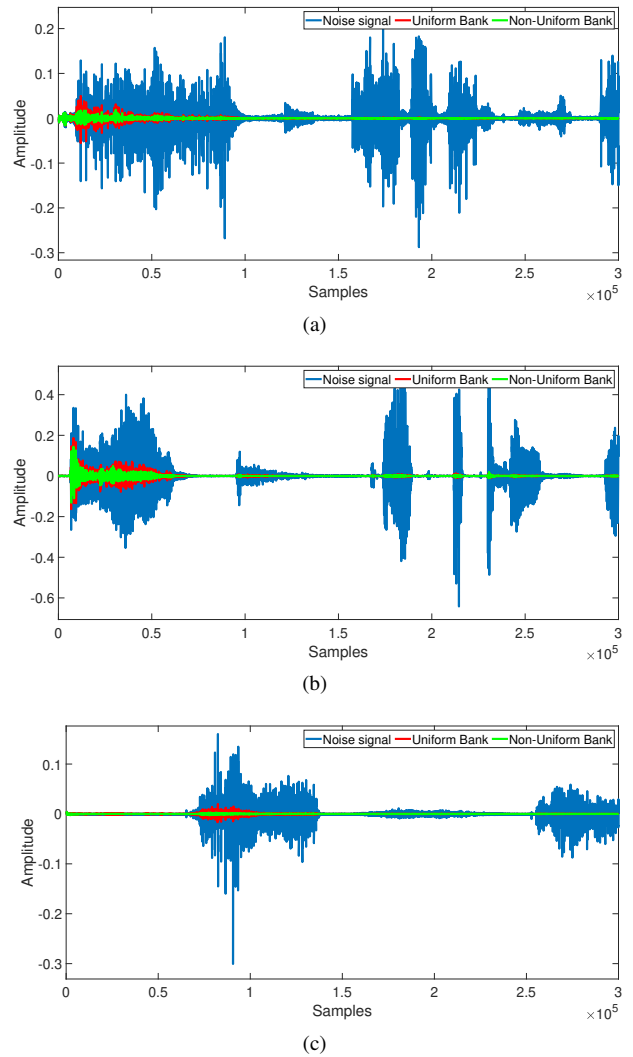 Noise signal Uniform Bank Non-Uniform Bank
0.2
0.1
0
-0.1
-0.2
-0.3
Amplitude
0 0.5 1 1.5 2 2.5 3
Samples
×10^5
(a)
Noise signal Uniform Bank Non-Uniform Bank
0.4
0.2
0
-0.2
-0.4
-0.6
Amplitude
0 0.5 1 1.5 2 2.5 3
Samples
×10^5
(b)
Noise signal Uniform Bank Non-Uniform Bank
0.1
0
-0.1
-0.2
-0.3
Amplitude
0 0.5 1 1.5 2 2.5 3
Samples
×10^5
(c)